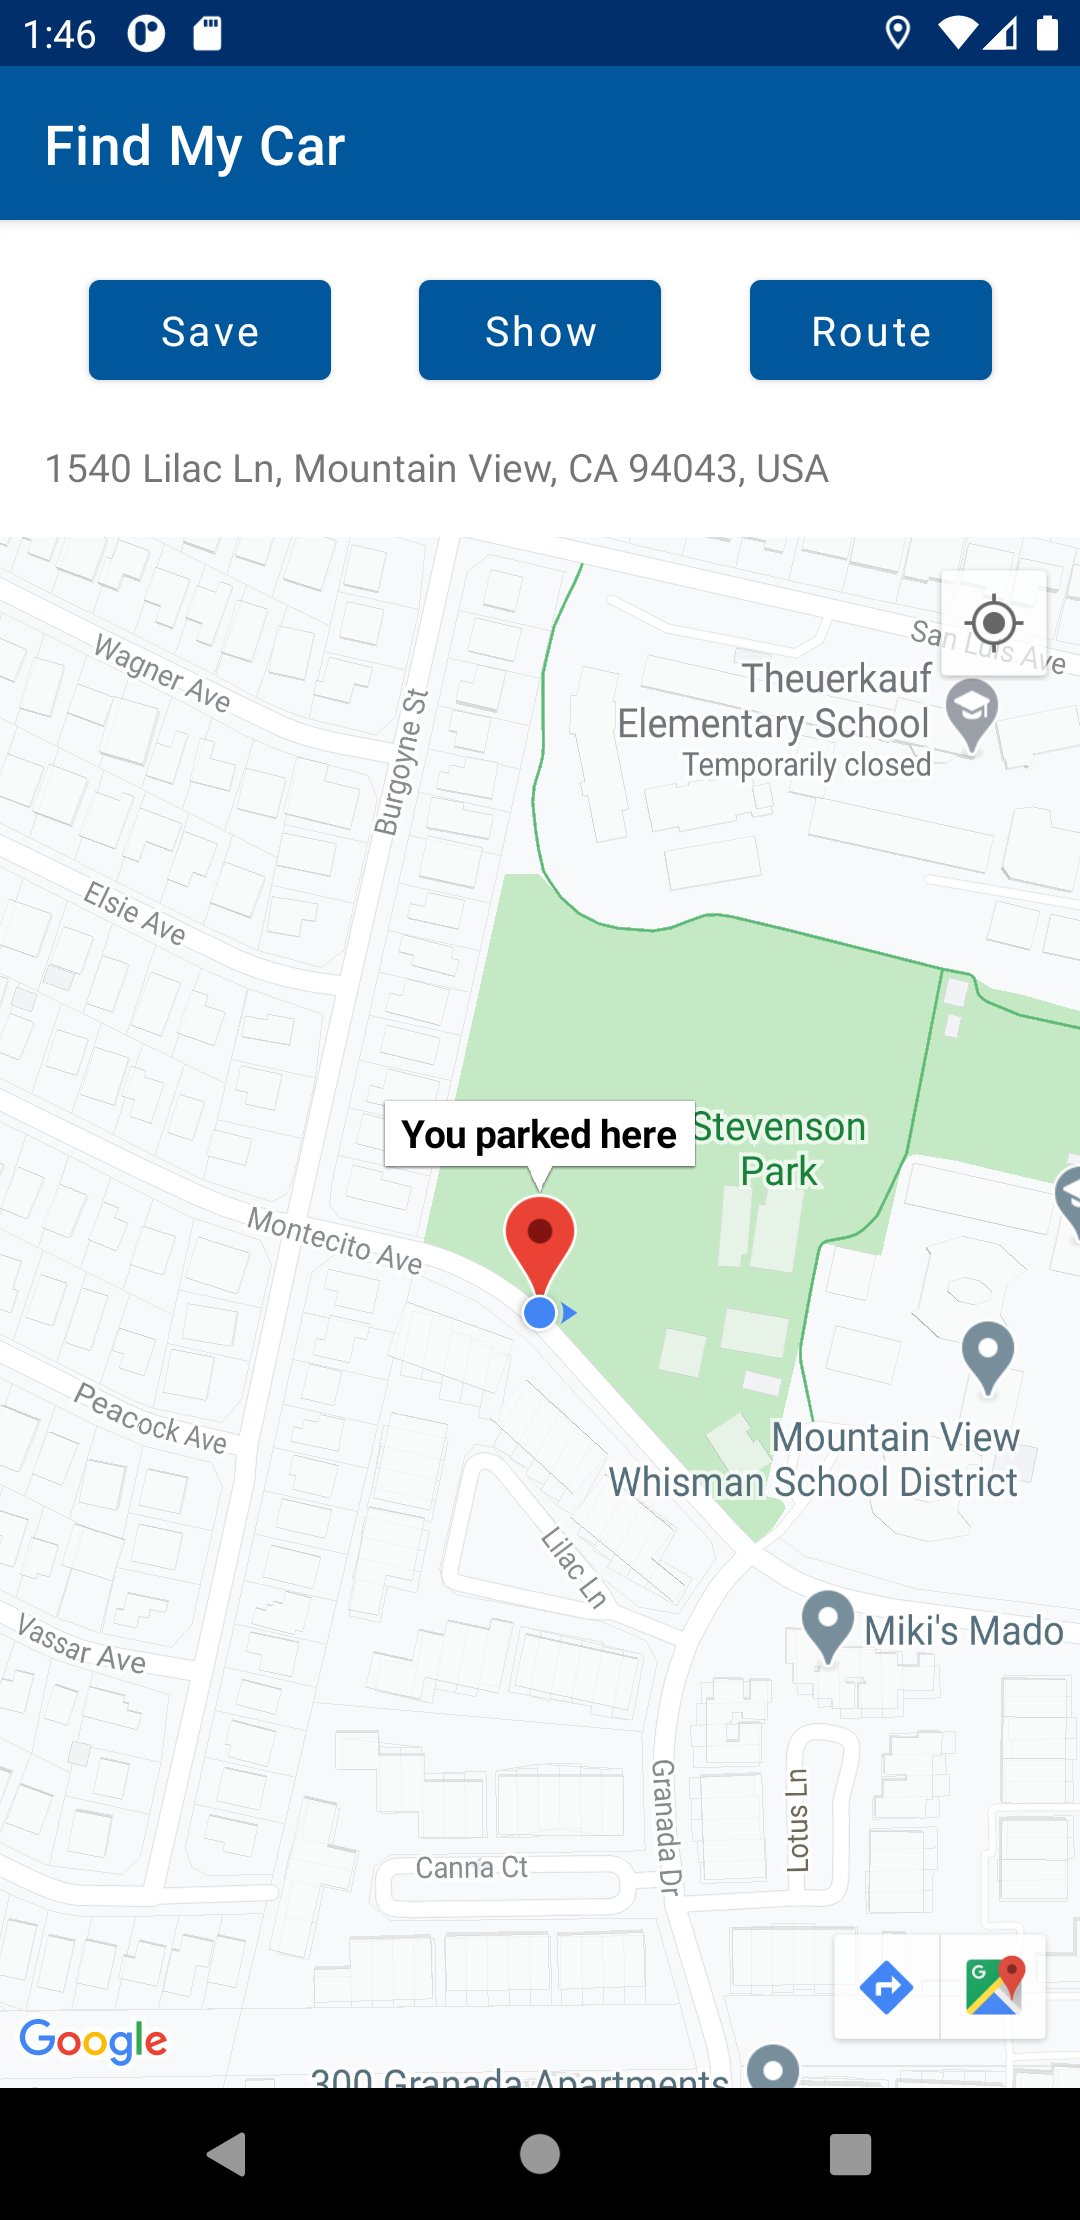 1:46
Find My Car
Save
Show
Route
1540 Lilac Ln, Mountain View, CA 94043, USA
San Luis Ave
Wagner Ave
Theuerkauf
Elementary School
Temporarily closed
Burgoyne St
Elsie Ave
You parked here
Stevenson
Park
Montecito Ave
Peacock Ave
Mountain View
Whisman School District
Lilac Ln
Vassar Ave
Miki's Mado
Granada Dr
Lotus Ln
Canna Ct
G
Google
300 Granada Apartments